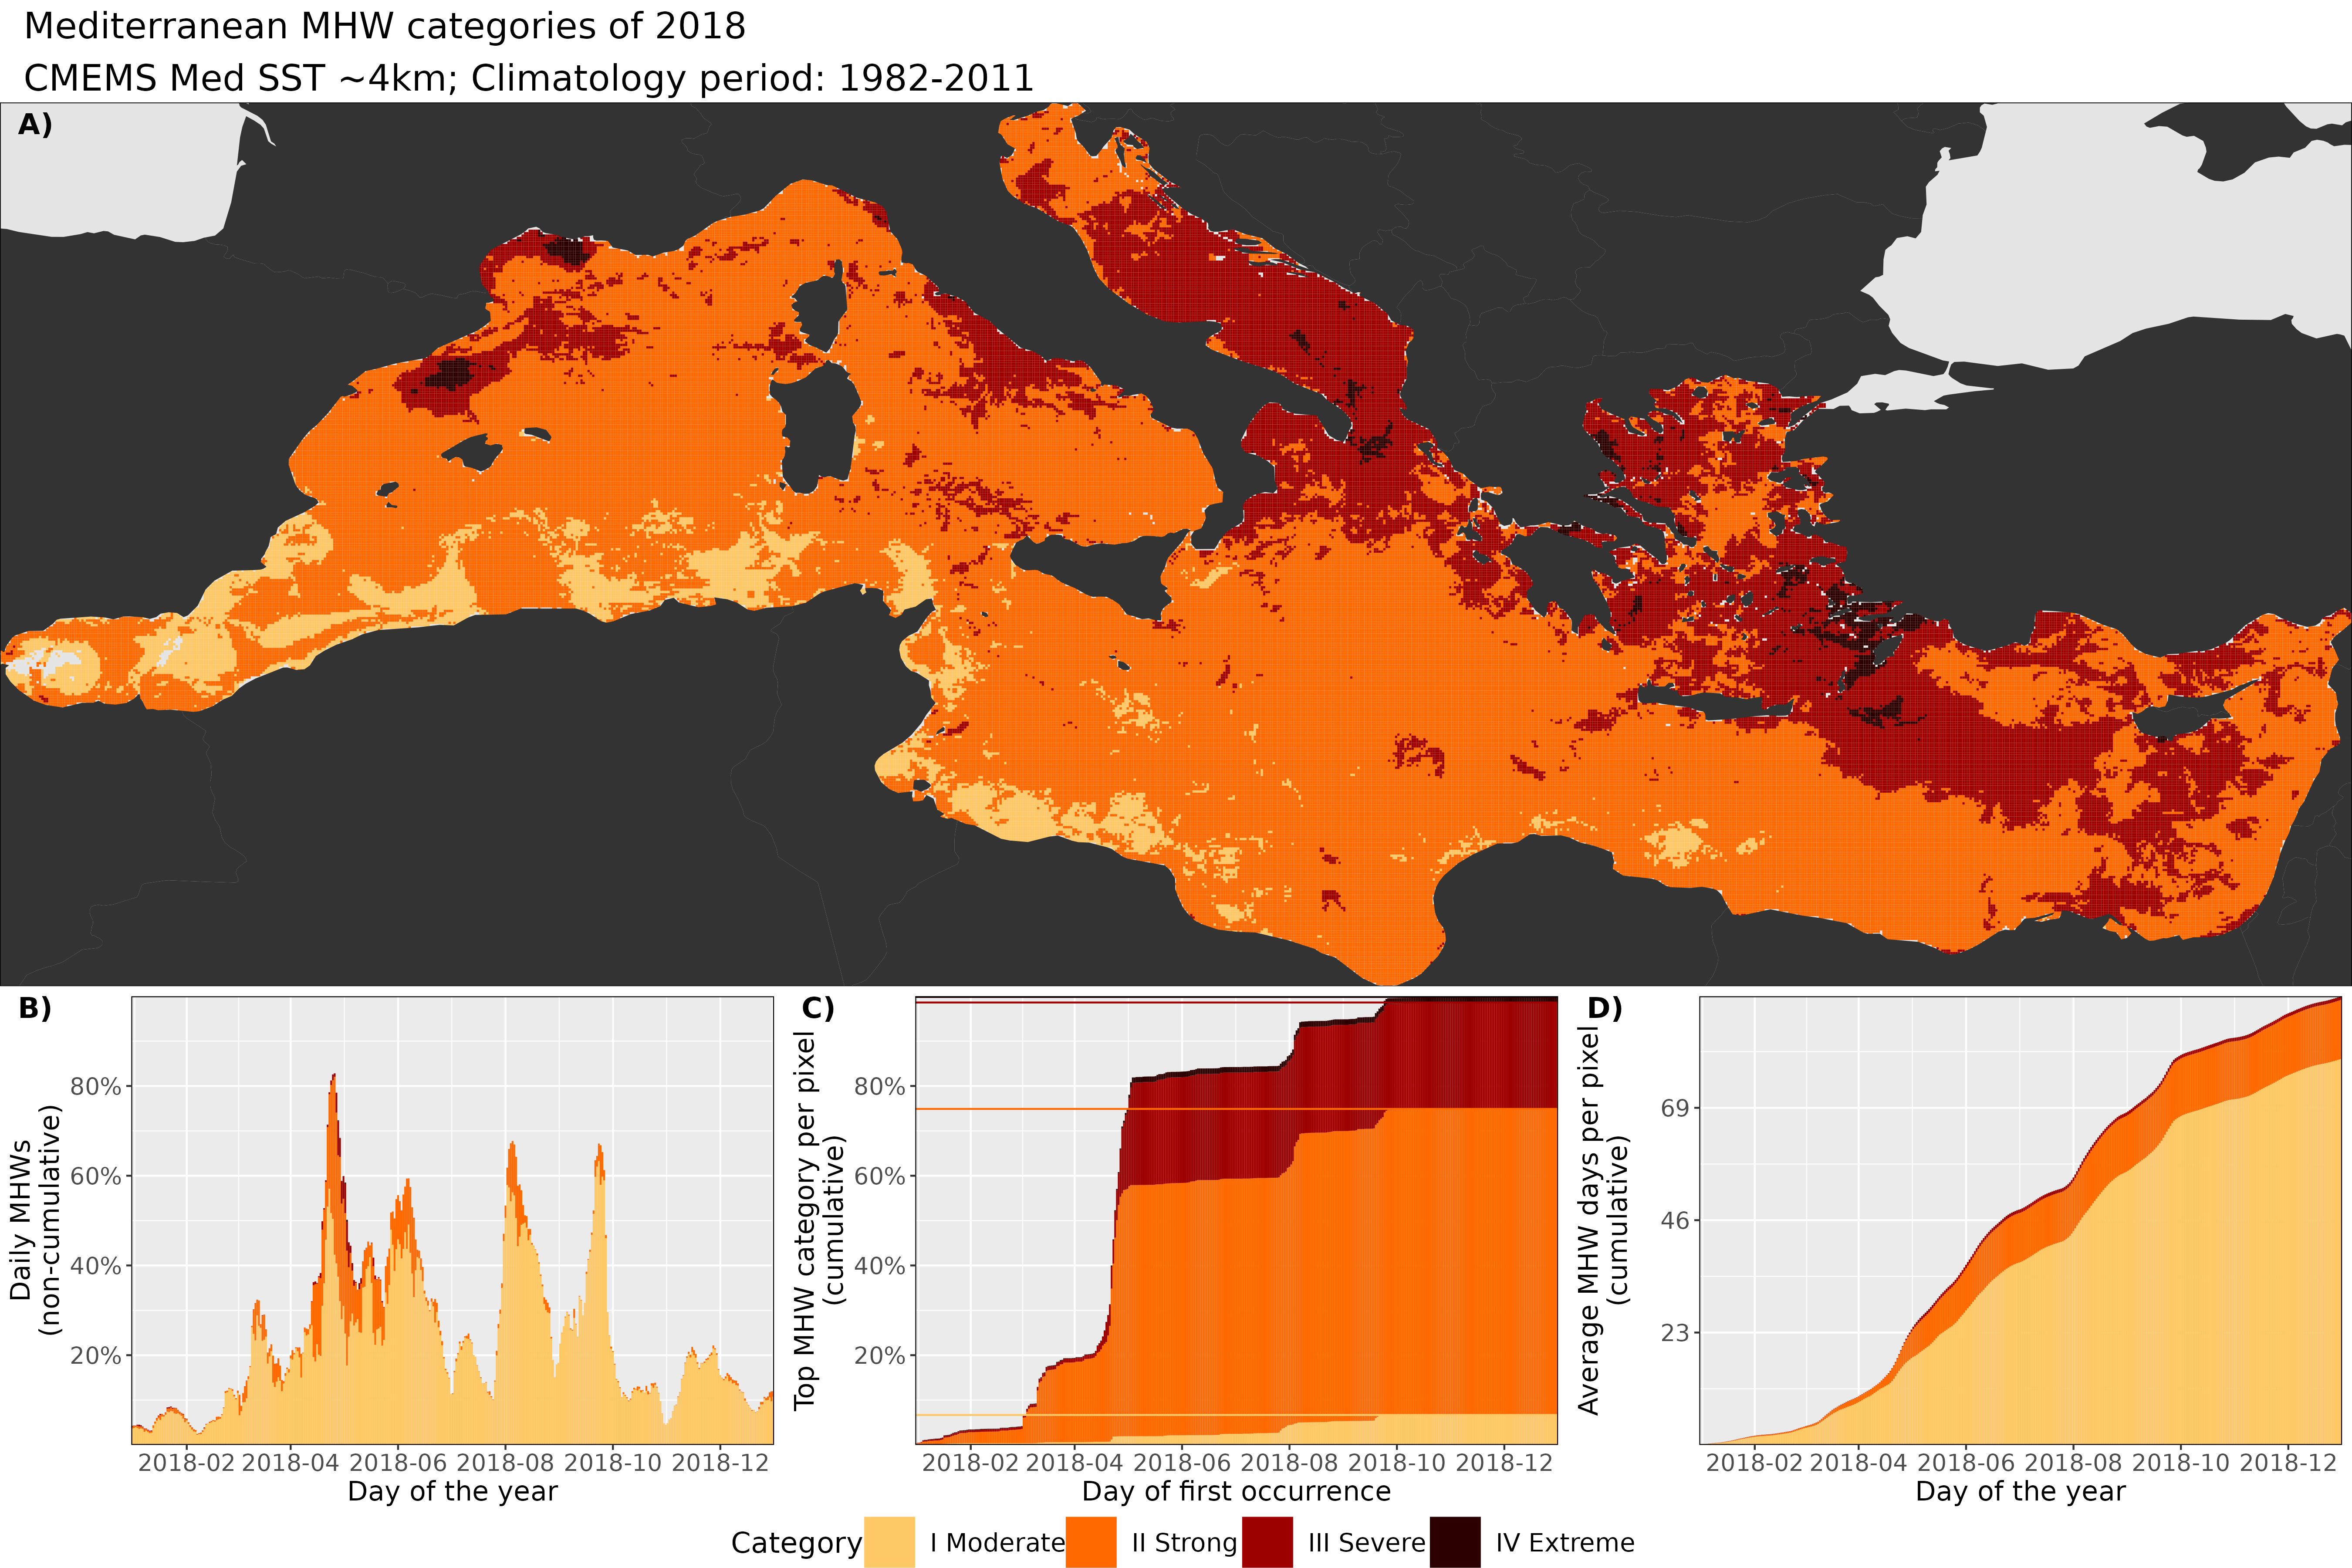 Mediterranean MHW categories of 2018
CMEMS Med SST ~4km; Climatology period: 1982-2011
A)
B)
Daily MHWs
(non-cumulative)
80%
60%
40%
20%
2018-02 2018-04 2018-06 2018-08 2018-10 2018-12
Day of the year
C)
Top MHW category per pixel
(cumulative)
80%
60%
40%
20%
2018-02 2018-04 2018-06 2018-08 2018-10 2018-12
Day of first occurrence
D)
Average MHW days per pixel
(cumulative)
69
46
23
2018-02 2018-04 2018-06 2018-08 2018-10 2018-12
Day of the year
Category I Moderate II Strong III Severe IV Extreme